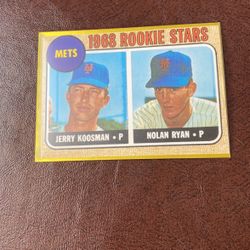 1968 ROOKIE STARS
METS
JERRY KOOSMAN • P
NOLAN RYAN • P